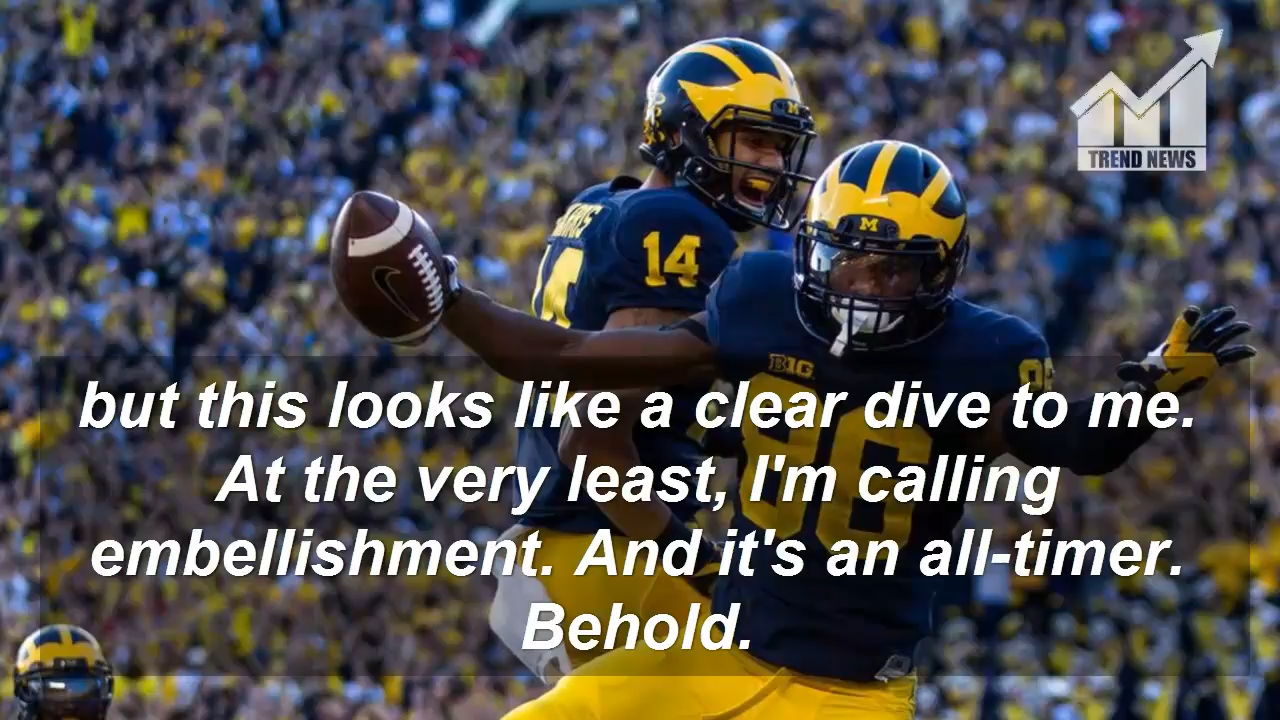 TREND NEWS
14
M
M
BIG
86
but this looks like a clear dive to me.
At the very least, I'm calling
embellishment. And it's an all-timer.
Behold.